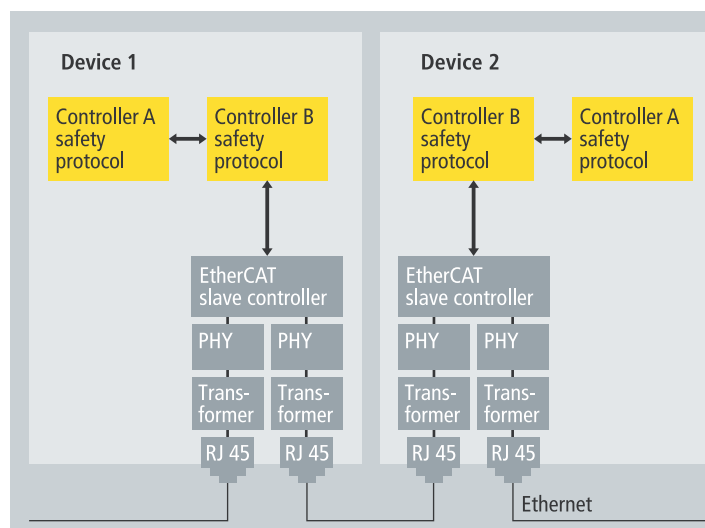 Device 1
Controller A
safety
protocol
Controller B
safety
protocol
EtherCAT
slave controller
PHY
PHY
Trans-
former
Trans-
former
RJ 45
RJ 45
Device 2
Controller B
safety
protocol
Controller A
safety
protocol
EtherCAT
slave controller
PHY
PHY
Trans-
former
Trans-
former
RJ 45
RJ 45
Ethernet